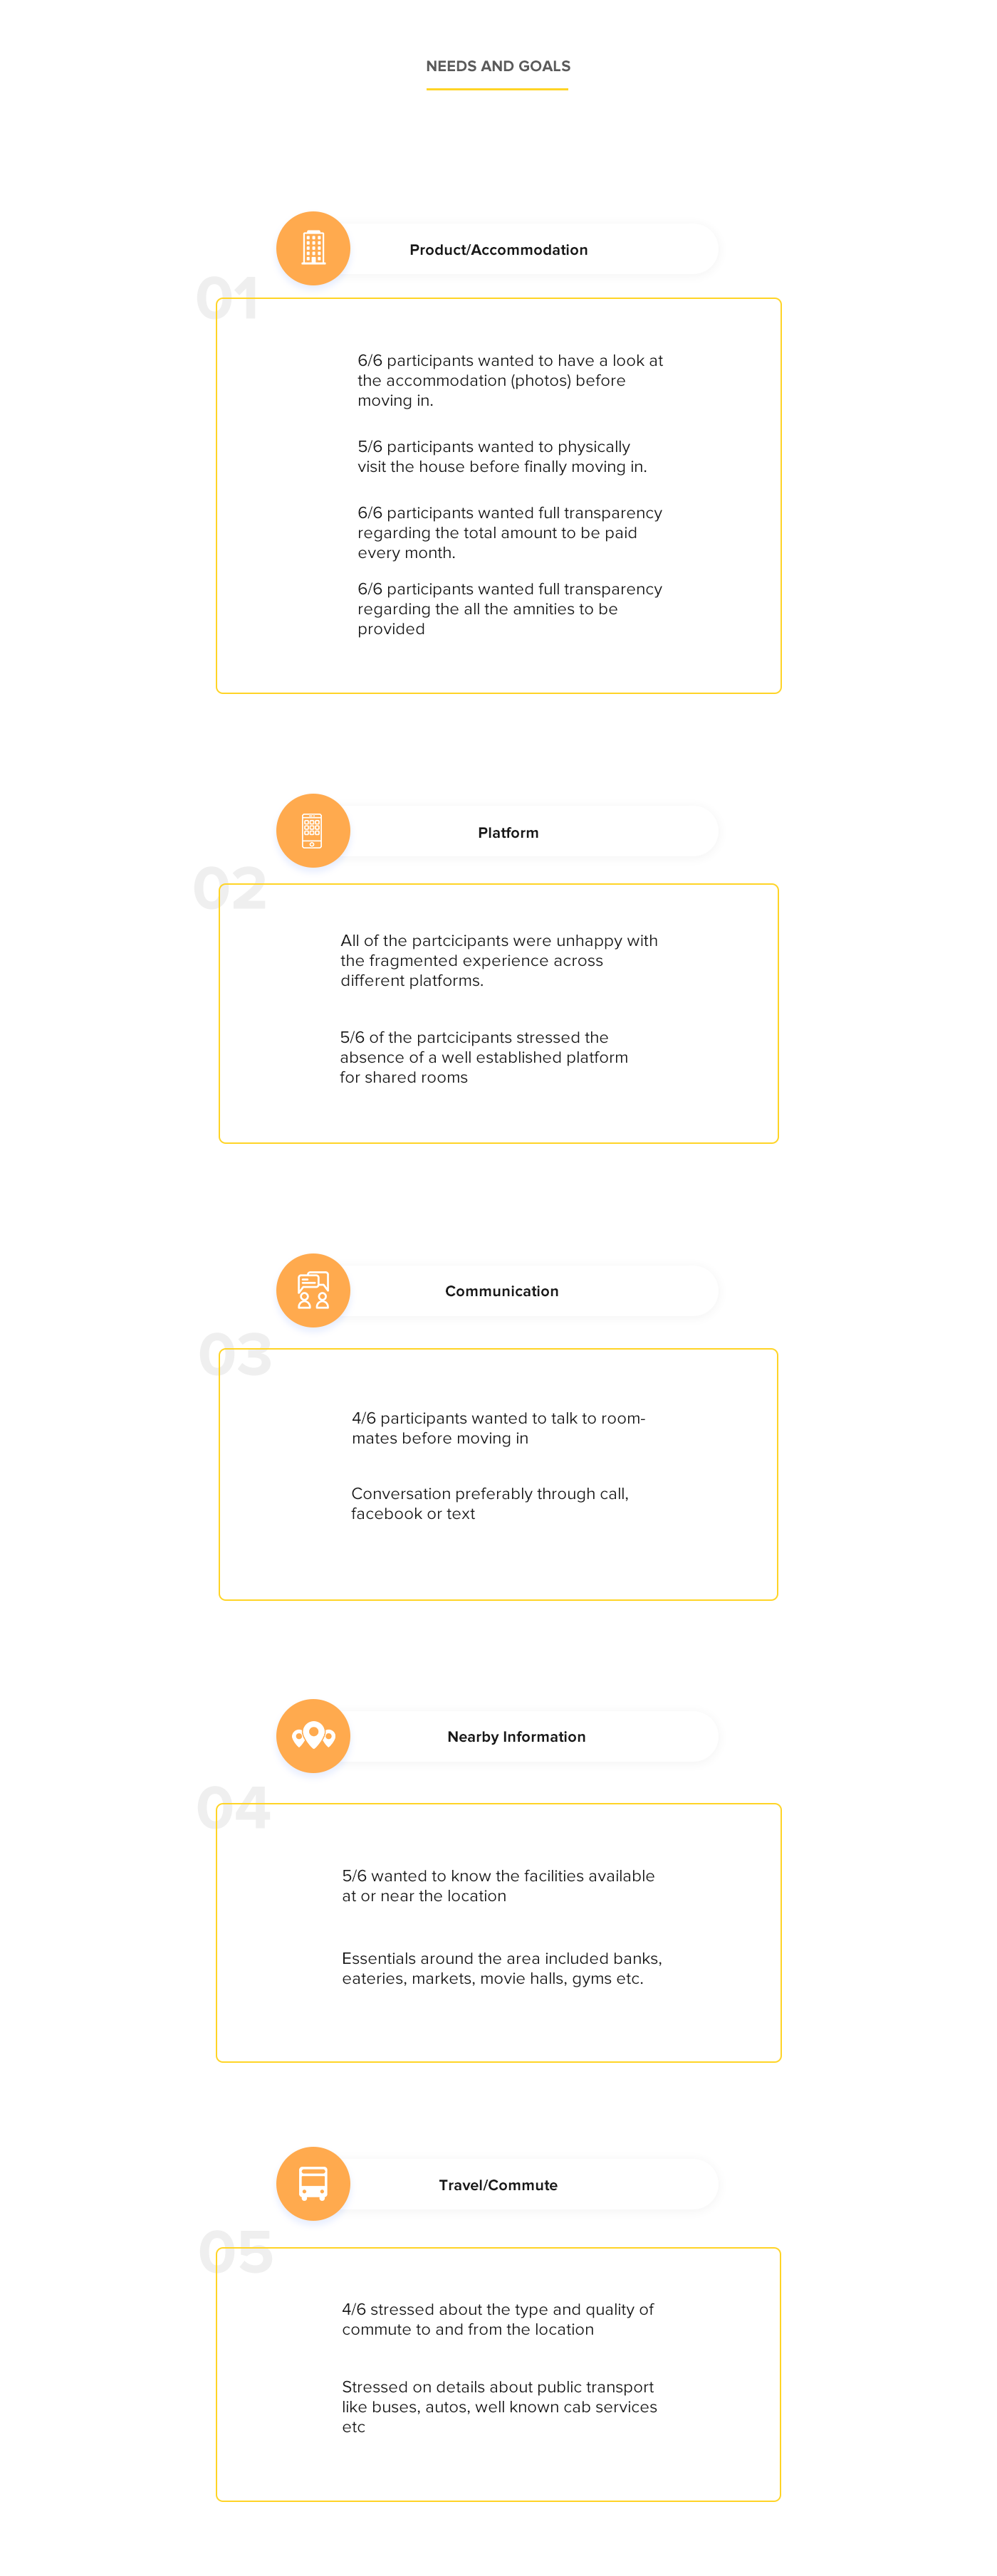 NEEDS AND GOALS
Product/Accommodation
01
6/6 participants wanted to have a look at
the accommodation (photos) before
moving in.
5/6 participants wanted to physically
visit the house before finally moving in.
6/6 participants wanted full transparency
regarding the total amount to be paid
every month.
6/6 participants wanted full transparency
regarding the all the amnities to be
provided
Platform
02
All of the partcicipants were unhappy with
the fragmented experience across
different platforms.
5/6 of the partcicipants stressed the
absence of a well established platform
for shared rooms
Communication
03
4/6 participants wanted to talk to room-
mates before moving in
Conversation preferably through call,
facebook or text
Nearby Information
04
5/6 wanted to know the facilities available
at or near the location
Essentials around the area included banks,
eateries, markets, movie halls, gyms etc.
Travel/Commute
05
4/6 stressed about the type and quality of
commute to and from the location
Stressed on details about public transport
like buses, autos, well known cab services
etc